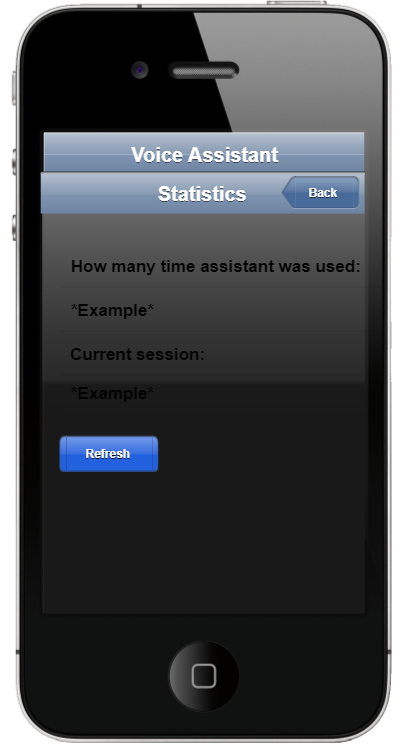 Voice Assistant
Statistics
Back
How many time assistant was used:
*Example*
Current session:
*Example*
Refresh